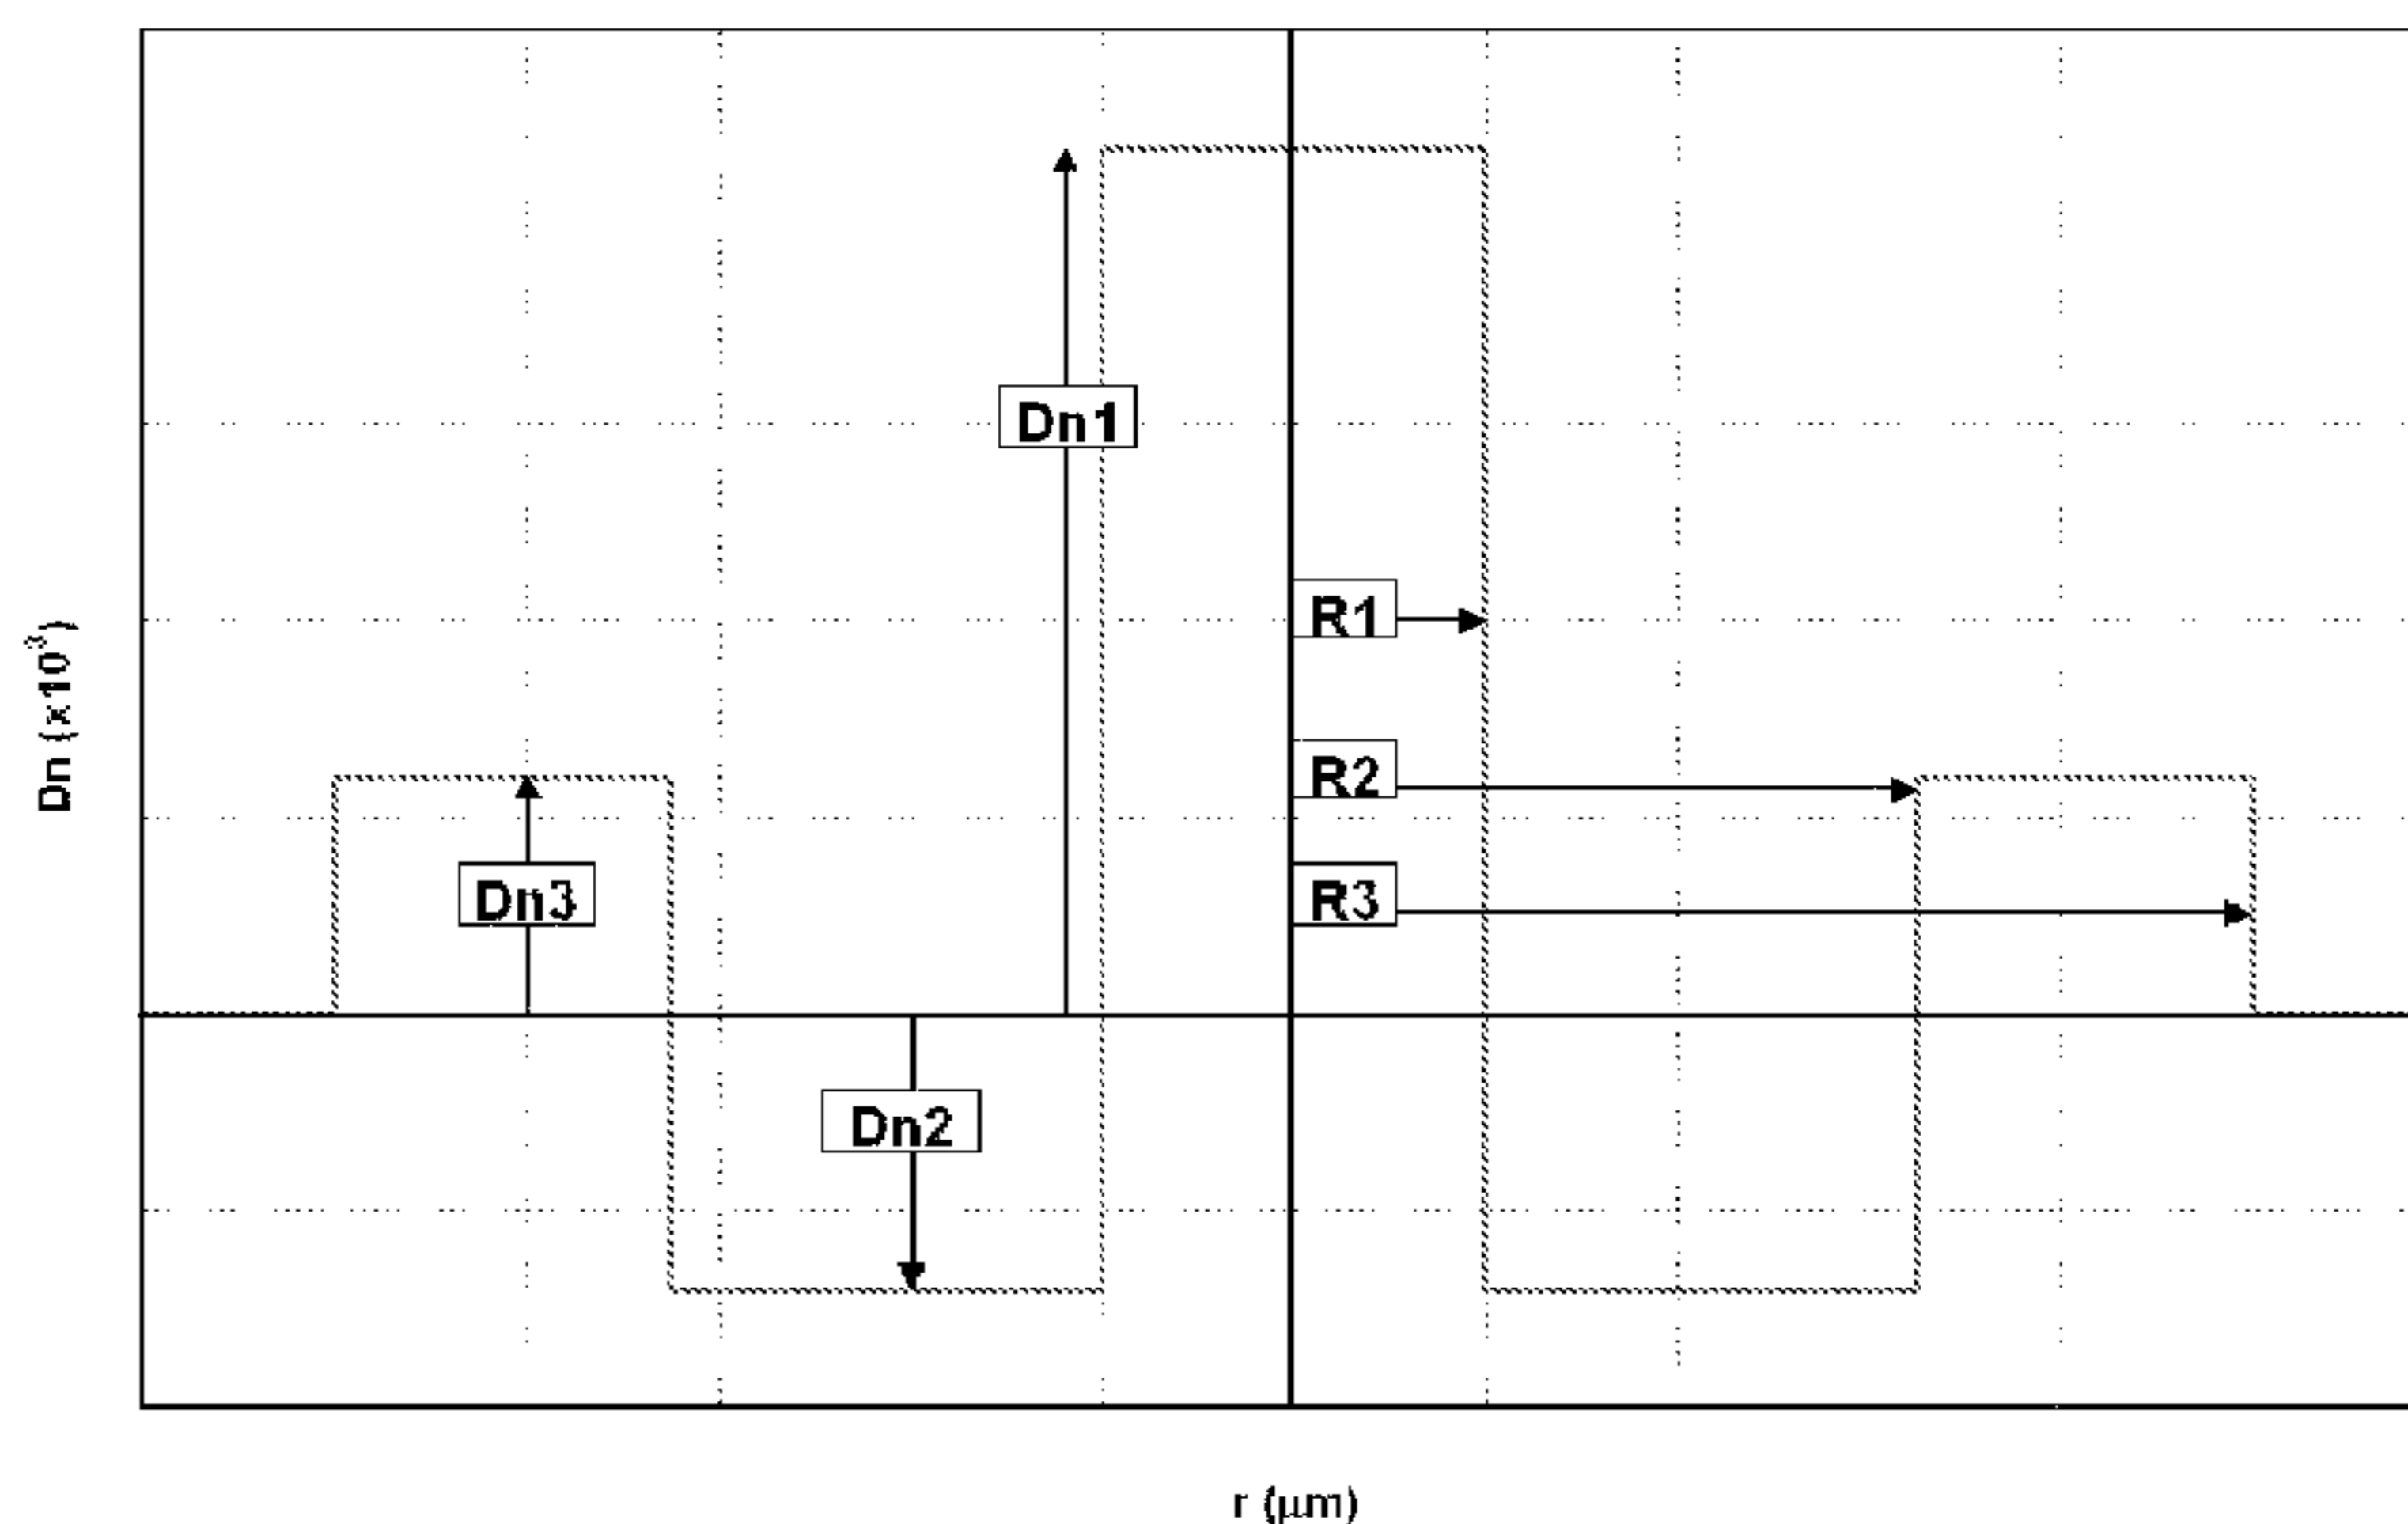 Dn1
R1
R2
R3
Dn3
Dn2
Dn (x10³)
r (μm)